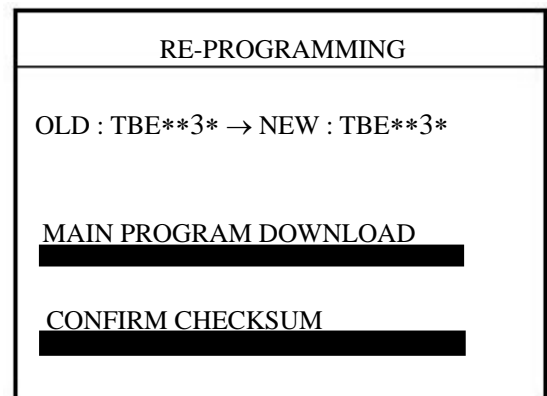 RE-PROGRAMMING
OLD : TBE**3* → NEW : TBE**3*
MAIN PROGRAM DOWNLOAD
CONFIRM CHECKSUM